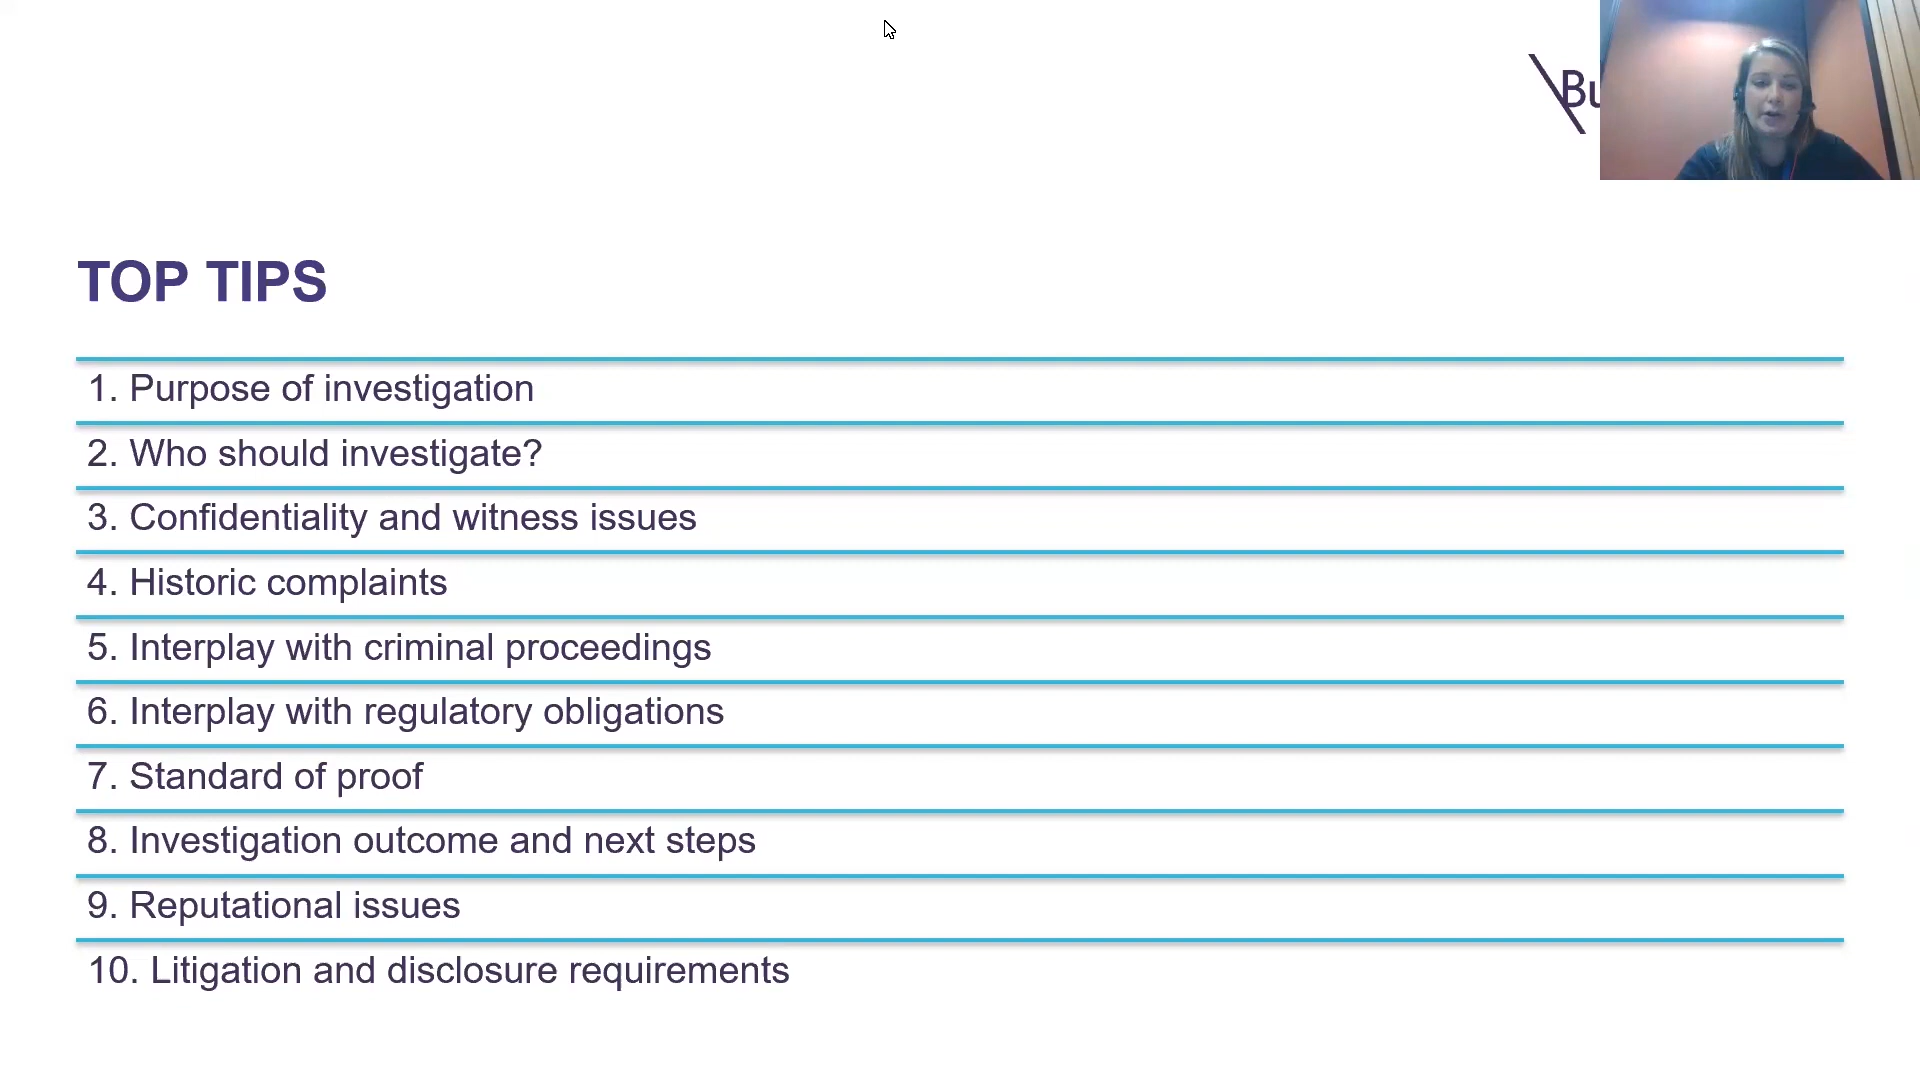 Bu
TOP TIPS
1. Purpose of investigation
2. Who should investigate?
3. Confidentiality and witness issues
4. Historic complaints
5. Interplay with criminal proceedings
6. Interplay with regulatory obligations
7. Standard of proof
8. Investigation outcome and next steps
9. Reputational issues
10. Litigation and disclosure requirements